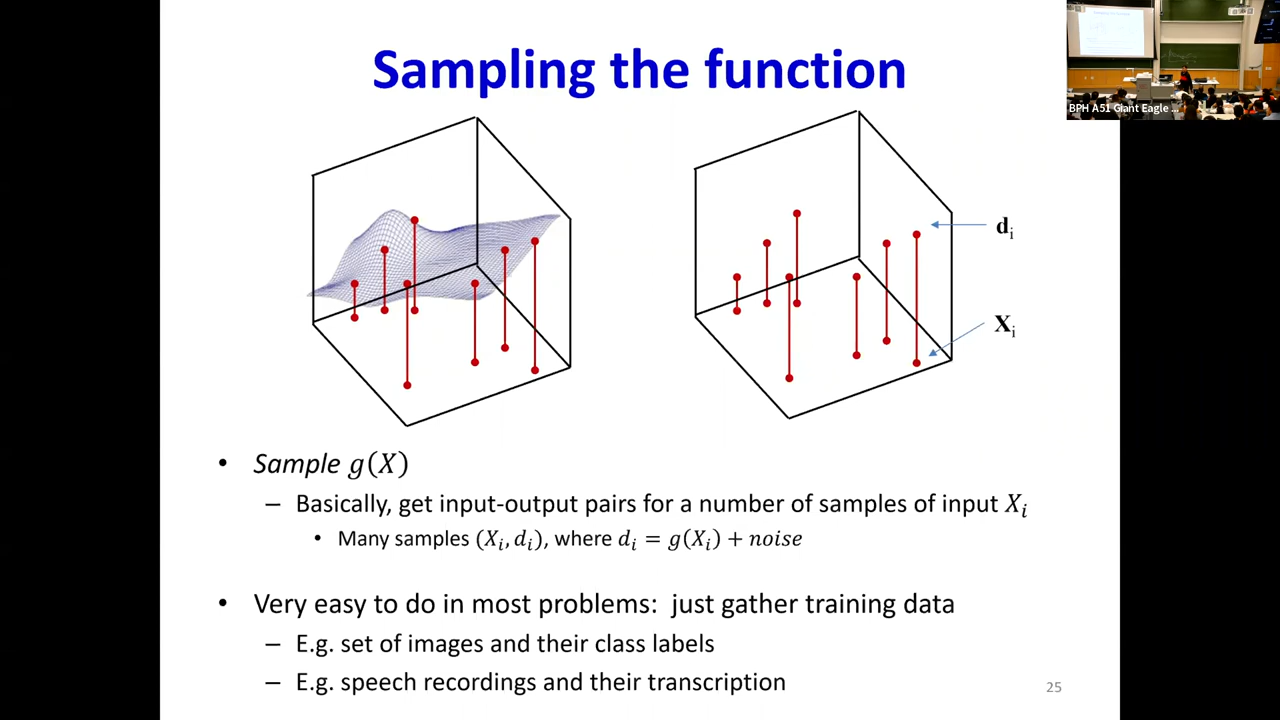 Sampling the function
BPH A51 Giant Eagle ...
d_i
X_i
• Sample g(X)
– Basically, get input-output pairs for a number of samples of input X_i
• Many samples (X_i, d_i), where d_i = g(X_i) + noise
• Very easy to do in most problems: just gather training data
– E.g. set of images and their class labels
– E.g. speech recordings and their transcription
25